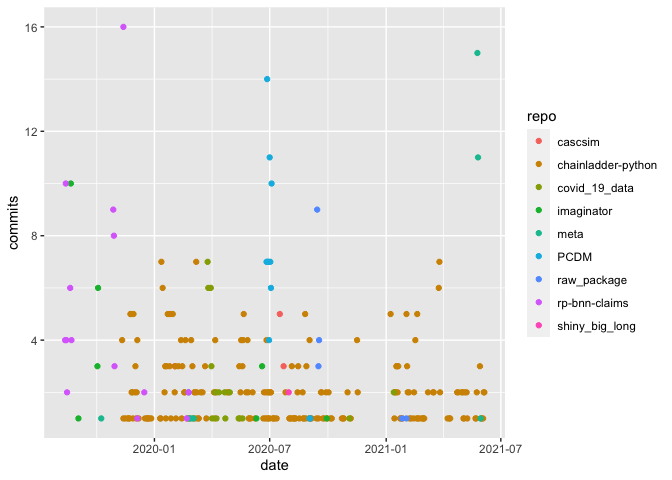 16
12
8
4
commits
2020-01
2020-07
2021-01
2021-07
date
repo
cascsim
chainladder-python
covid_19_data
imaginator
meta
PCDM
raw_package
rp-bnn-claims
shiny_big_long